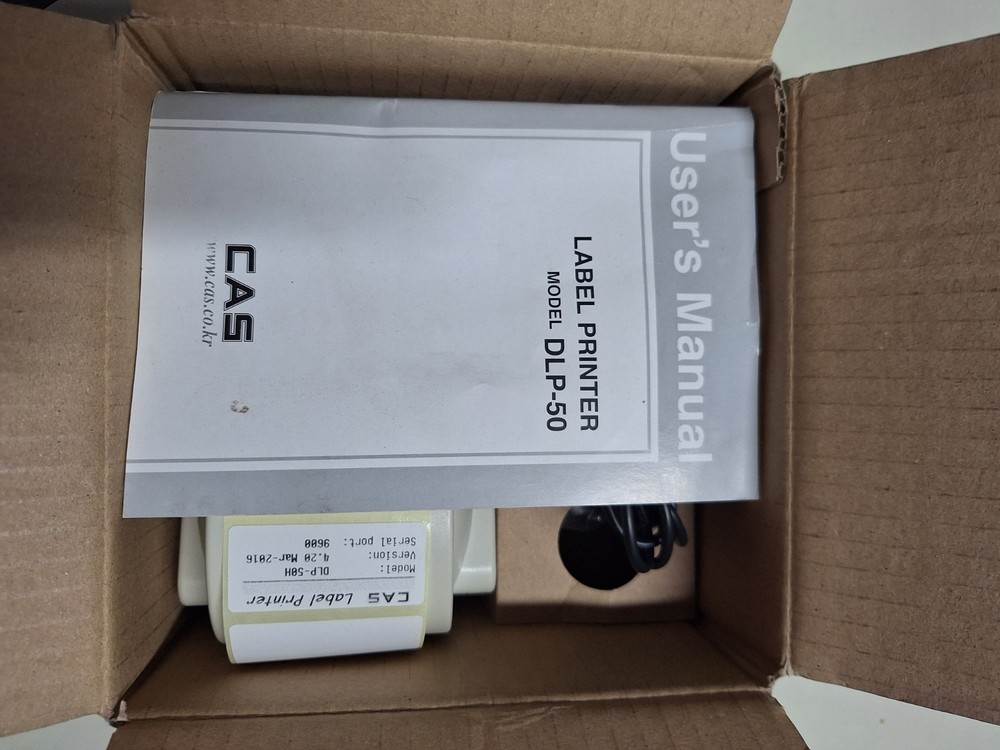 User's Manual
LABEL PRINTER
MODEL DLP-50
CAS
www.cas.co.kr
CAS Label Printer
Model: DLP-50H
Version: 4.20 Mar-2016
Serial port: 9600